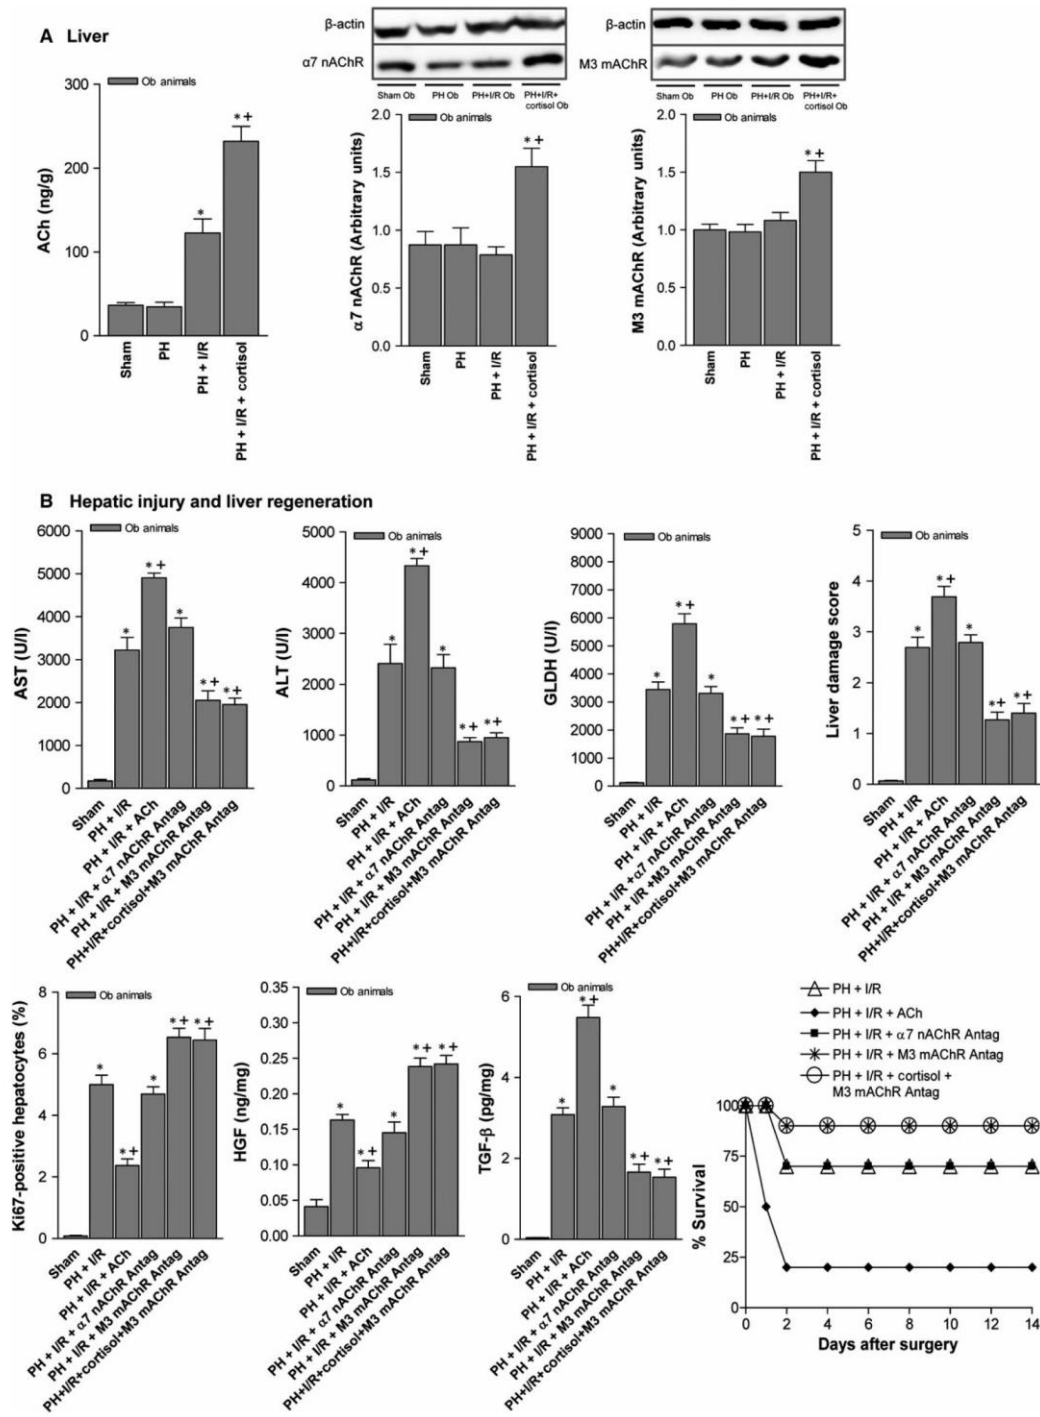 A Liver
β-actin
α7 nAChR
Sham Ob PH Ob PH+I/R Ob PH+I/R+ cortisol Ob
β-actin
M3 mAChR
Sham Ob PH Ob PH+I/R Ob PH+I/R+ cortisol Ob
Ob animals
ACh (ng/g)
300
200
100
0
Sham
PH
PH + I/R
PH + I/R + cortisol
*
*+
Ob animals
α7 nAChR (Arbitrary units)
2.0
1.5
1.0
0.5
0.0
Sham
PH
PH + I/R
PH + I/R + cortisol
*+
Ob animals
M3 mAChR (Arbitrary units)
2.0
1.5
1.0
0.5
0.0
Sham
PH
PH + I/R
PH + I/R + cortisol
*+
B Hepatic injury and liver regeneration
Ob animals
AST (U/I)
6000
5000
4000
3000
2000
1000
0
* *+ * *+ *+
Sham
PH + I/R
PH + I/R + ACh
PH + I/R + α7 nAChR Antag
PH + I/R + M3 mAChR Antag
PH+I/R+cortisol+M3 mAChR Antag
Ob animals
ALT (U/I)
5000
4000
3000
2000
1000
0
* *+ * *+ *+
Sham
PH + I/R
PH + I/R + ACh
PH + I/R + α7 nAChR Antag
PH + I/R + M3 mAChR Antag
PH+I/R+cortisol+M3 mAChR Antag
Ob animals
GLDH (U/I)
9000
8000
7000
6000
5000
4000
3000
2000
1000
0
* *+ * *+ *+
Sham
PH + I/R
PH + I/R + ACh
PH + I/R + α7 nAChR Antag
PH + I/R +M3 mAChR Antag
PH+I/R+cortisol+M3 mAChR Antag
Ob animals
Liver damage score
5
4
3
2
1
0
* *+ * *+ *+
Sham
PH + I/R
PH + I/R + ACh
PH + I/R + α7 nAChR Antag
PH + I/R + M3 mAChR Antag
PH+I/R+cortisol+M3 mAChR Antag
Ob animals
Ki67-positive hepatocytes (%)
8
6
4
2
0
* *+ * *+ *+
Sham
PH + I/R
PH + I/R + ACh
PH + I/R + α7 nAChR Antag
PH + I/R + M3 mAChR Antag
PH+I/R+cortisol+M3 mAChR Antag
Ob animals
HGF (ng/mg)
0.35
0.30
0.25
0.20
0.15
0.10
0.05
0.00
* *+ * *+ *+
Sham
PH + I/R
PH + I/R + ACh
PH + I/R + α7 nAChR Antag
PH + I/R + M3 mAChR Antag
PH+I/R+cortisol+M3 mAChR Antag
Ob animals
TGF-β (pg/mg)
6
4
2
0
* *+ * *+ *+
Sham
PH + I/R
PH + I/R + ACh
PH + I/R + α7 nAChR Antag
PH + I/R + M3 mAChR Antag
PH+I/R+cortisol+M3 mAChR Antag
PH + I/R
PH + I/R + ACh
PH + I/R + α7 nAChR Antag
PH + I/R + M3 mAChR Antag
PH + I/R + cortisol +
M3 mAChR Antag
% Survival
100
75
50
25
0
0 2 4 6 8 10 12 14
Days after surgery